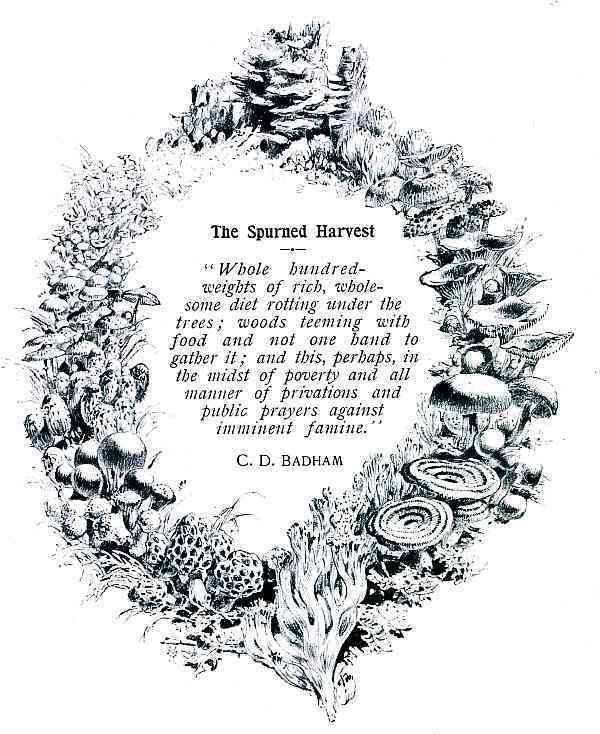 The Spurned Harvest
"Whole hundred-
weights of rich, whole-
some diet rotting under the
trees; woods teeming with
food and not one hand to
gather it; and this, perhaps, in
the midst of poverty and all
manner of privations and
public prayers against
imminent famine."
C. D. BADHAM